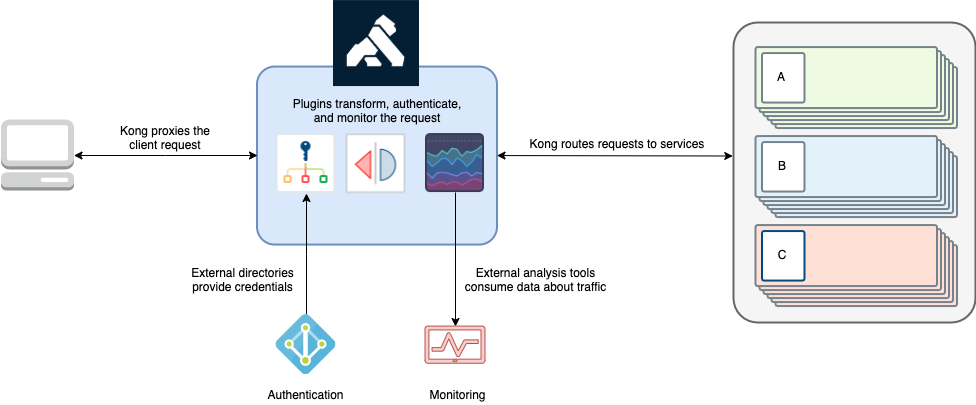 Plugins transform, authenticate,
and monitor the request
Kong proxies the
client request
Kong routes requests to services
A
B
C
External directories
provide credentials
External analysis tools
consume data about traffic
Authentication
Monitoring